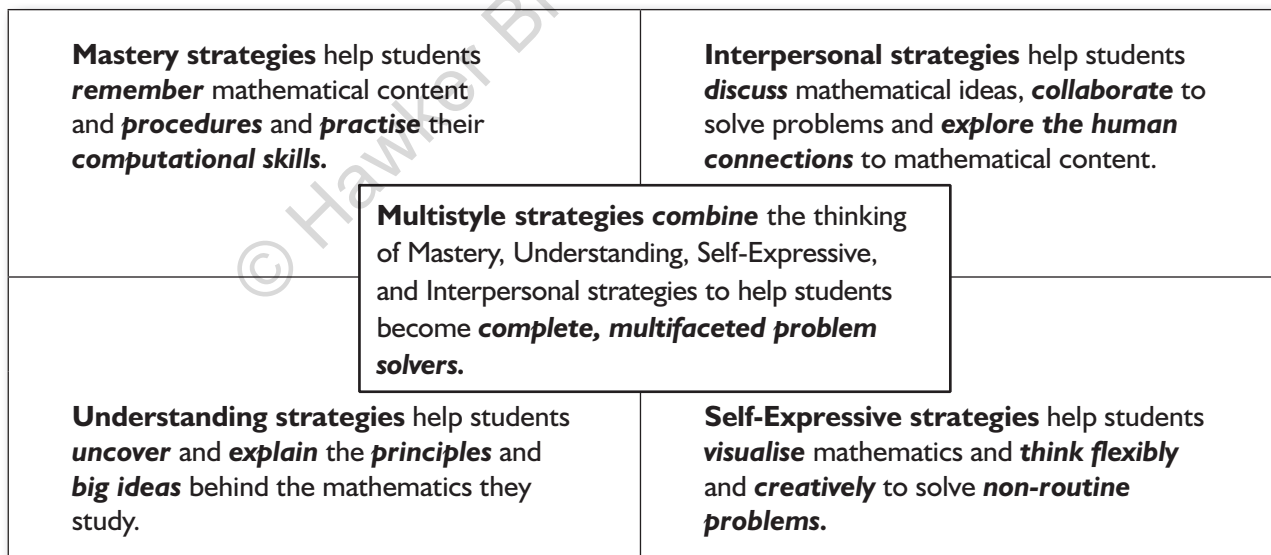 Mastery strategies help students
remember mathematical content
and procedures and practise their
computational skills.
Interpersonal strategies help students
discuss mathematical ideas, collaborate to
solve problems and explore the human
connections to mathematical content.
Multistyle strategies combine the thinking
of Mastery, Understanding, Self-Expressive,
and Interpersonal strategies to help students
become complete, multifaceted problem
solvers.
Understanding strategies help students
uncover and explain the principles and
big ideas behind the mathematics they
study.
Self-Expressive strategies help students
visualise mathematics and think flexibly
and creatively to solve non-routine
problems.
© Hawker